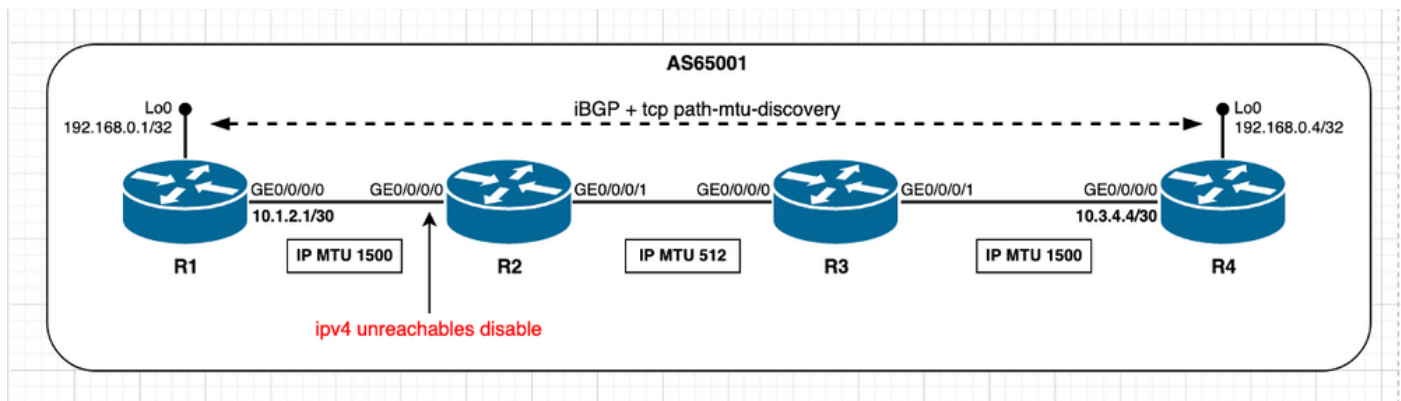 AS65001
Lo0
192.168.0.1/32
iBGP + tcp path-mtu-discovery
Lo0
192.168.0.4/32
GE0/0/0/0
10.1.2.1/30
GE0/0/0/0
GE0/0/0/1
GE0/0/0/0
GE0/0/0/1
GE0/0/0/0
10.3.4.4/30
R1
IP MTU 1500
R2
IP MTU 512
R3
IP MTU 1500
R4
ipv4 unreachables disable